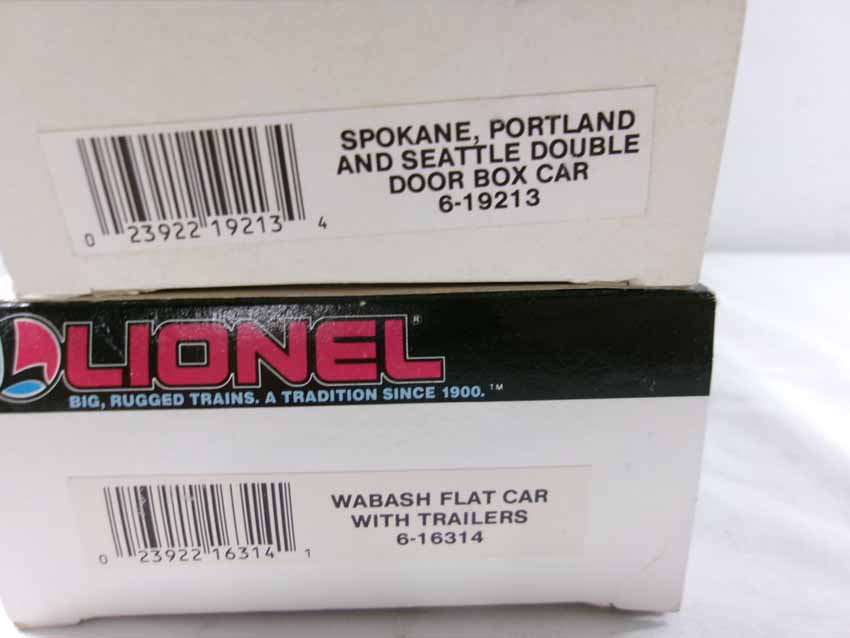 SPOKANE, PORTLAND
AND SEATTLE DOUBLE
DOOR BOX CAR
6-19213
0 23922 19213 4
LIONEL®
BIG, RUGGED TRAINS. A TRADITION SINCE 1900.™
WABASH FLAT CAR
WITH TRAILERS
6-16314
0 23922 16314 1